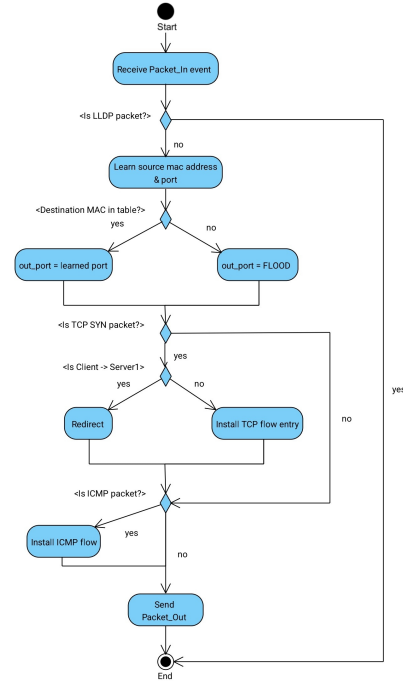 Start
Receive Packet_In event
<Is LLDP packet?>
no
Learn source mac address
& port
<Destination MAC in table?>
yes
no
out_port = learned port
out_port = FLOOD
<Is TCP SYN packet?>
yes
<Is Client -> Server1>
yes
no
yes
no
Redirect
Install TCP flow entry
<Is ICMP packet?>
yes
Install ICMP flow
no
Send
Packet_Out
End